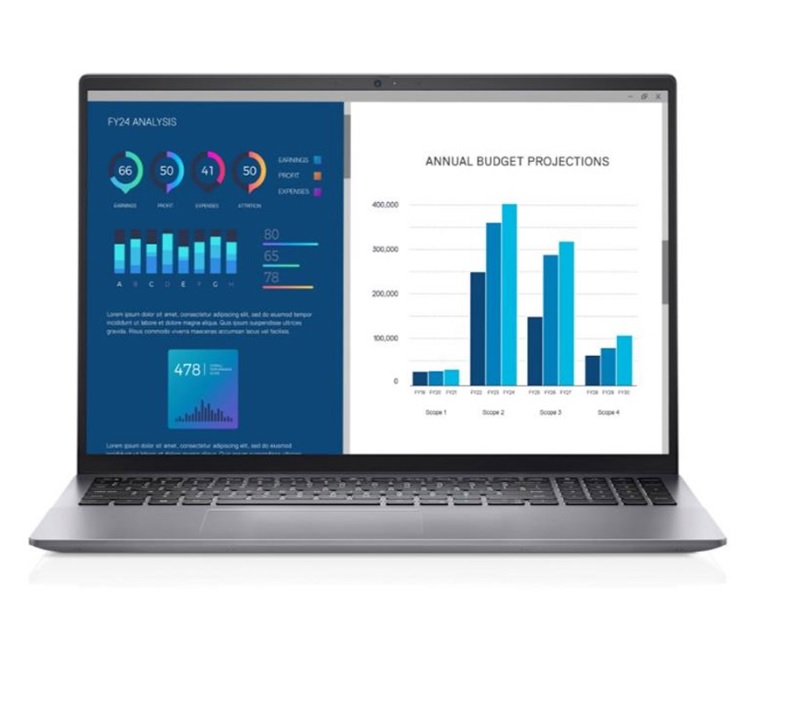 FY24 ANALYSIS
66
50
41
50
EARNINGS
PROFIT
EXPENSES
EARNINGS
PROFIT
EXPENSES
ATTRITION
80
65
78
A B C D E F G H
Lorem ipsum dolor sit amet, consectetur adipiscing elit, sed do eiusmod tempor
incididunt ut labore et dolore magna aliqua. Quis ipsum suspendisse ultrices
gravida. Risus commodo viverra maecenas accumsan lacus vel facilisis.
478
Lorem ipsum dolor sit amet, consectetur adipiscing elit, sed do eiusmod
ANNUAL BUDGET PROJECTIONS
400,000
300,000
200,000
100,000
0
FY19 FY20 FY21
FY22 FY23 FY24
FY25 FY26 FY27
FY28 FY29 FY30
Scope 1
Scope 2
Scope 3
Scope 4